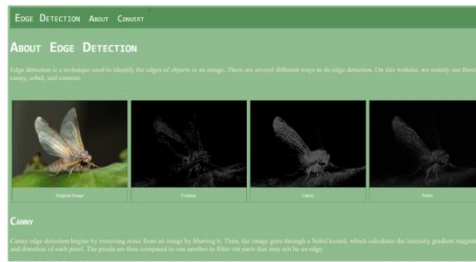 Edge Detection About Convert
About Edge Detection
Edge detection is a technique used to identify the edges of objects in an image. There are several different ways to do edge detection. On this website, we mainly use three
canny, sobel, and contour.
Original Image Contour Canny Sobel
Canny
Canny edge detection begins by removing noise from an image by blurring it. Then, the image goes through a Sobel kernel, which calculates the intensity gradient
and direction of each pixel. The pixels are then compared to one another to filter out parts that may not be an edge.